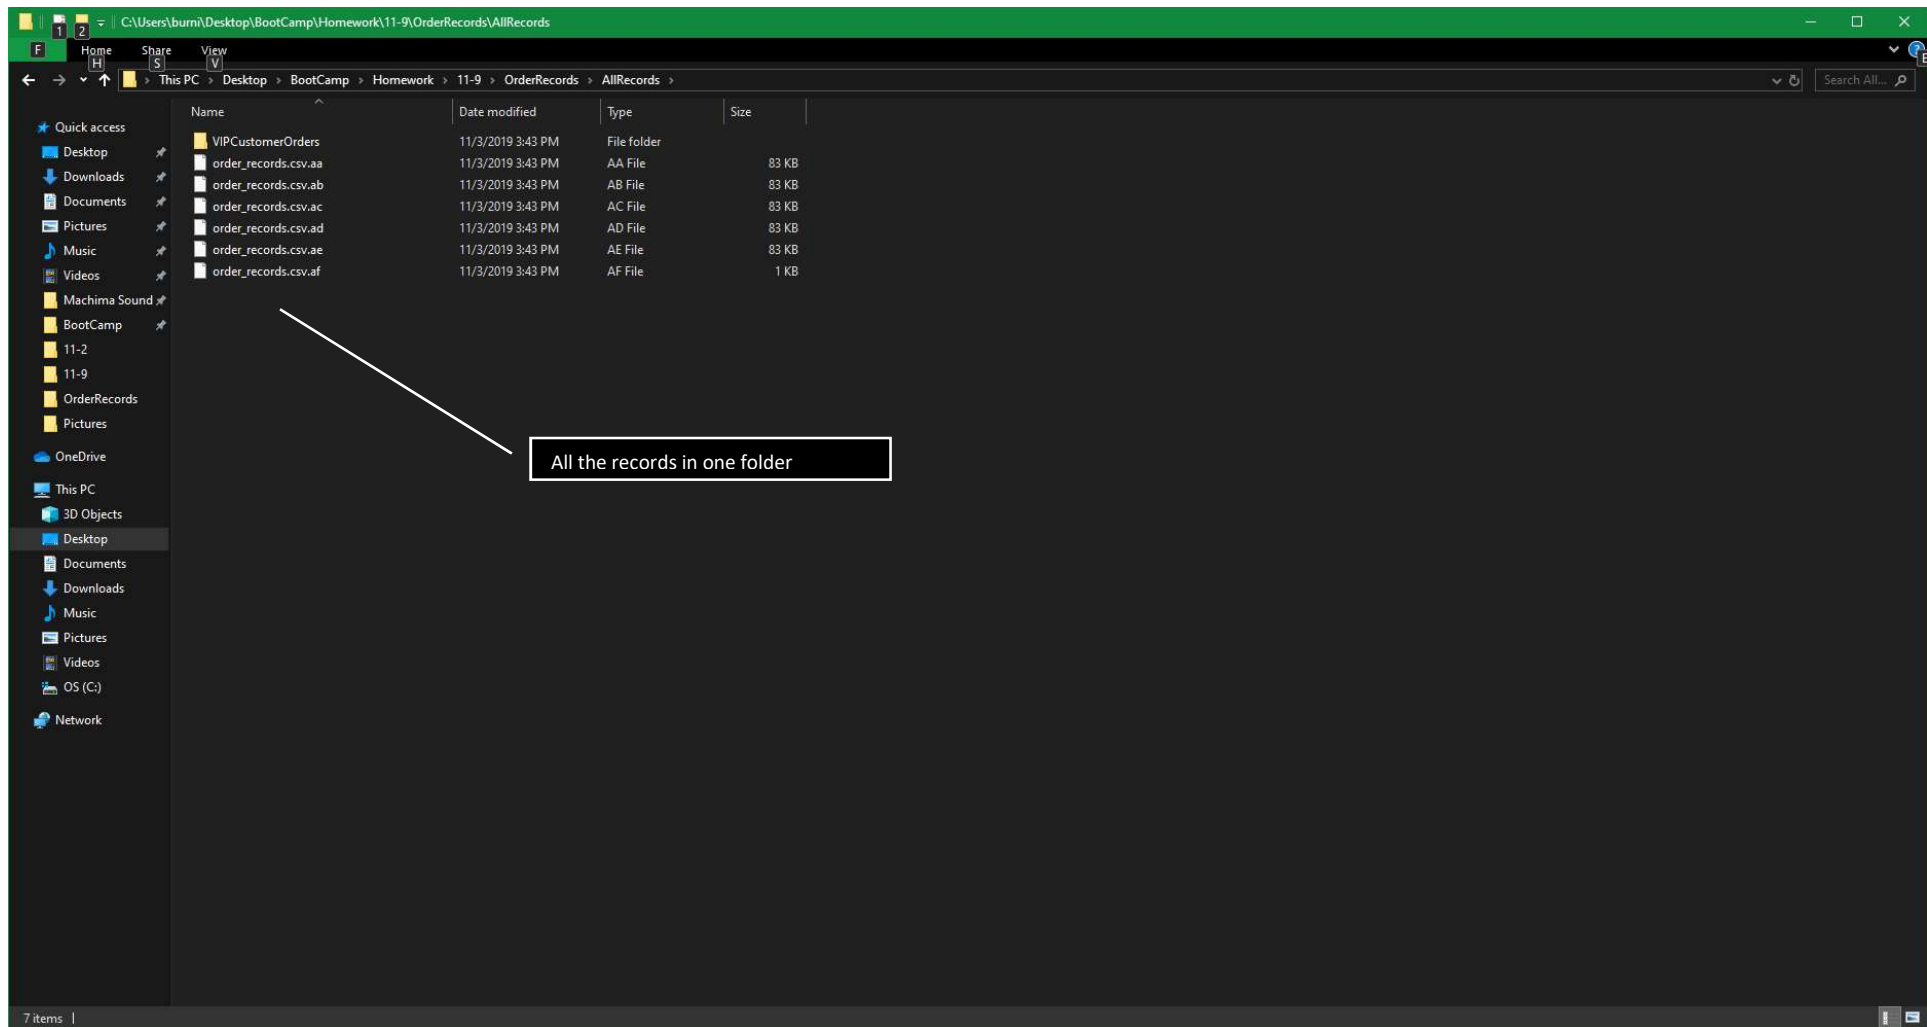 1 2 C:\Users\burni\Desktop\BootCamp\Homework\11-9\OrderRecords\AllRecords
F Home Share View
H S V E
This PC > Desktop > BootCamp > Homework > 11-9 > OrderRecords > AllRecords > Search All...
Name Date modified Type Size
Quick access
Desktop
Downloads
Documents
Pictures
Music
Videos
Machima Sound
BootCamp
11-2
11-9
OrderRecords
Pictures
OneDrive
This PC
3D Objects
Desktop
Documents
Downloads
Music
Pictures
Videos
OS (C:)
Network
VIPCustomerOrders 11/3/2019 3:43 PM File folder
order_records.csv.aa 11/3/2019 3:43 PM AA File 83 KB
order_records.csv.ab 11/3/2019 3:43 PM AB File 83 KB
order_records.csv.ac 11/3/2019 3:43 PM AC File 83 KB
order_records.csv.ad 11/3/2019 3:43 PM AD File 83 KB
order_records.csv.ae 11/3/2019 3:43 PM AE File 83 KB
order_records.csv.af 11/3/2019 3:43 PM AF File 1 KB
All the records in one folder
7 items